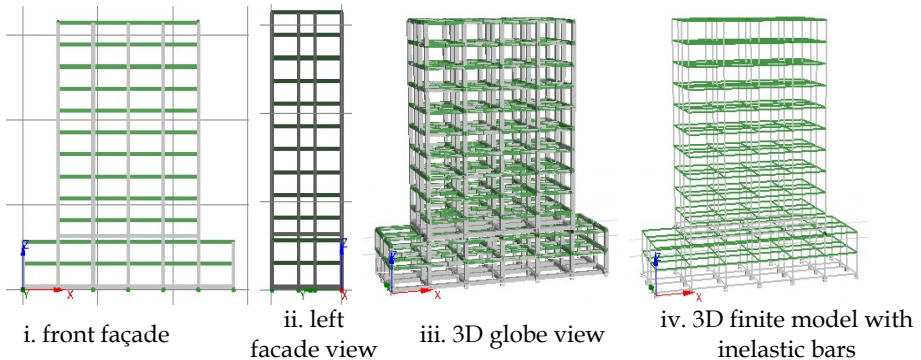 Z
Y
X
Z
Y
X
Z
X
Z
X
i. front façade
ii. left
facade view
iii. 3D globe view
iv. 3D finite model with
inelastic bars